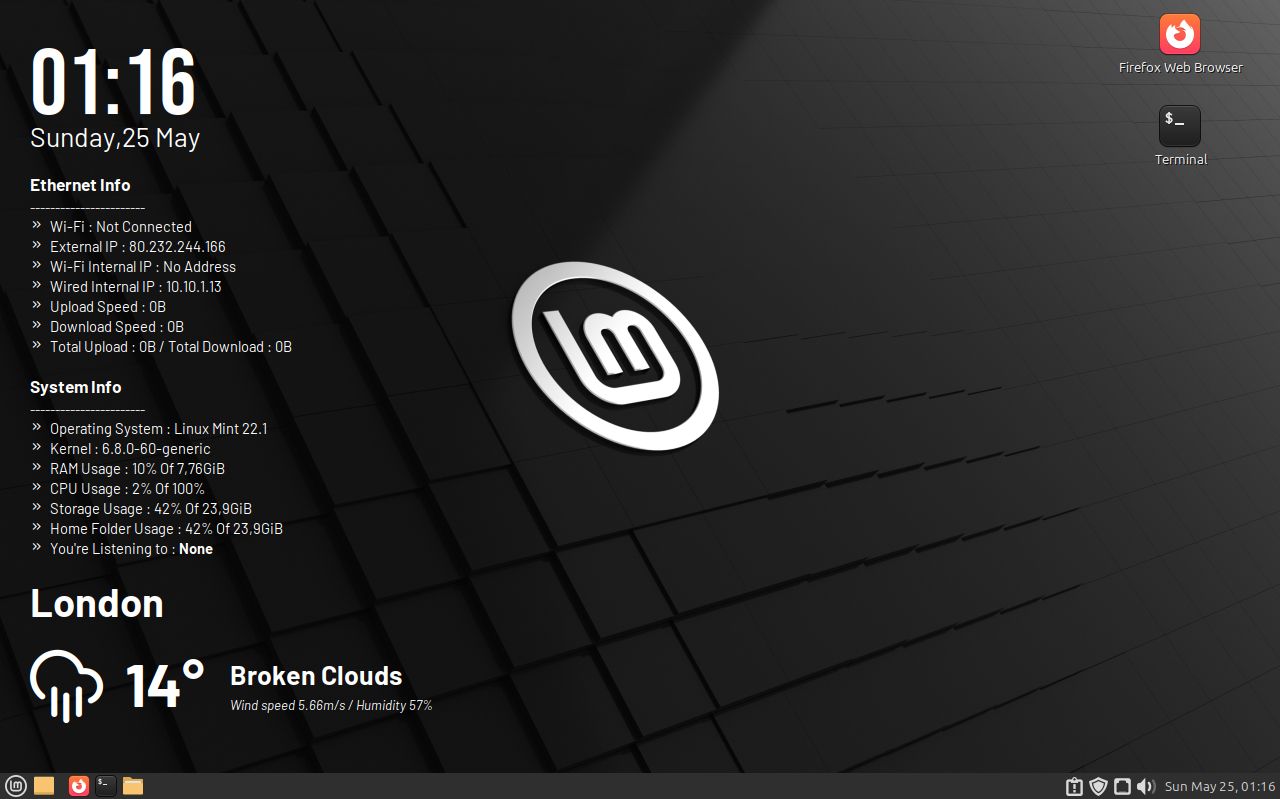 01:16
Sunday,25 May
Ethernet Info
-----------------------
» Wi-Fi : Not Connected
» External IP : 80.232.244.166
» Wi-Fi Internal IP : No Address
» Wired Internal IP : 10.10.1.13
» Upload Speed : 0B
» Download Speed : 0B
» Total Upload : 0B / Total Download : 0B
System Info
-----------------------
» Operating System : Linux Mint 22.1
» Kernel : 6.8.0-60-generic
» RAM Usage : 10% Of 7,76GiB
» CPU Usage : 2% Of 100%
» Storage Usage : 42% Of 23,9GiB
» Home Folder Usage : 42% Of 23,9GiB
» You're Listening to : None
London
14°
Broken Clouds
Wind speed 5.66m/s / Humidity 57%
Firefox Web Browser
$_
Terminal
$_
Sun May 25, 01:16